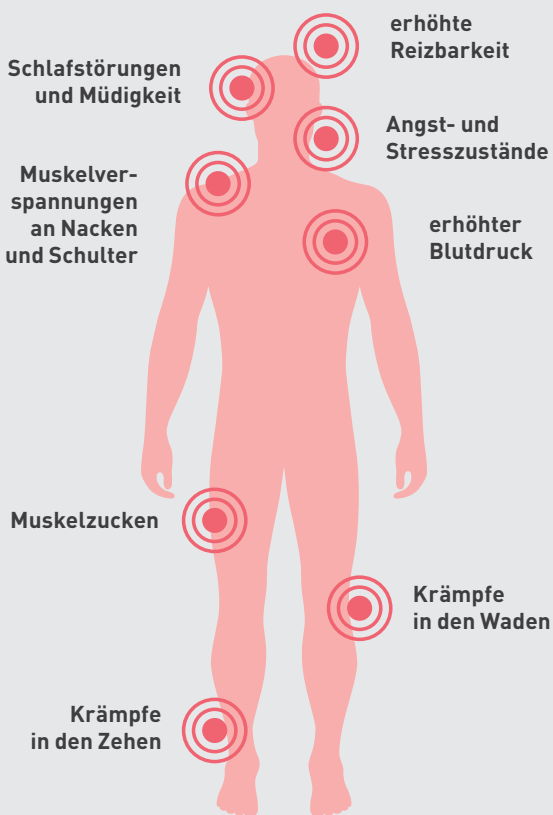 erhöhte
Reizbarkeit
Schlafstörungen
und Müdigkeit
Angst- und
Stresszustände
Muskelver-
spannungen
an Nacken
und Schulter
erhöhter
Blutdruck
Muskelzucken
Krämpfe
in den Waden
Krämpfe
in den Zehen